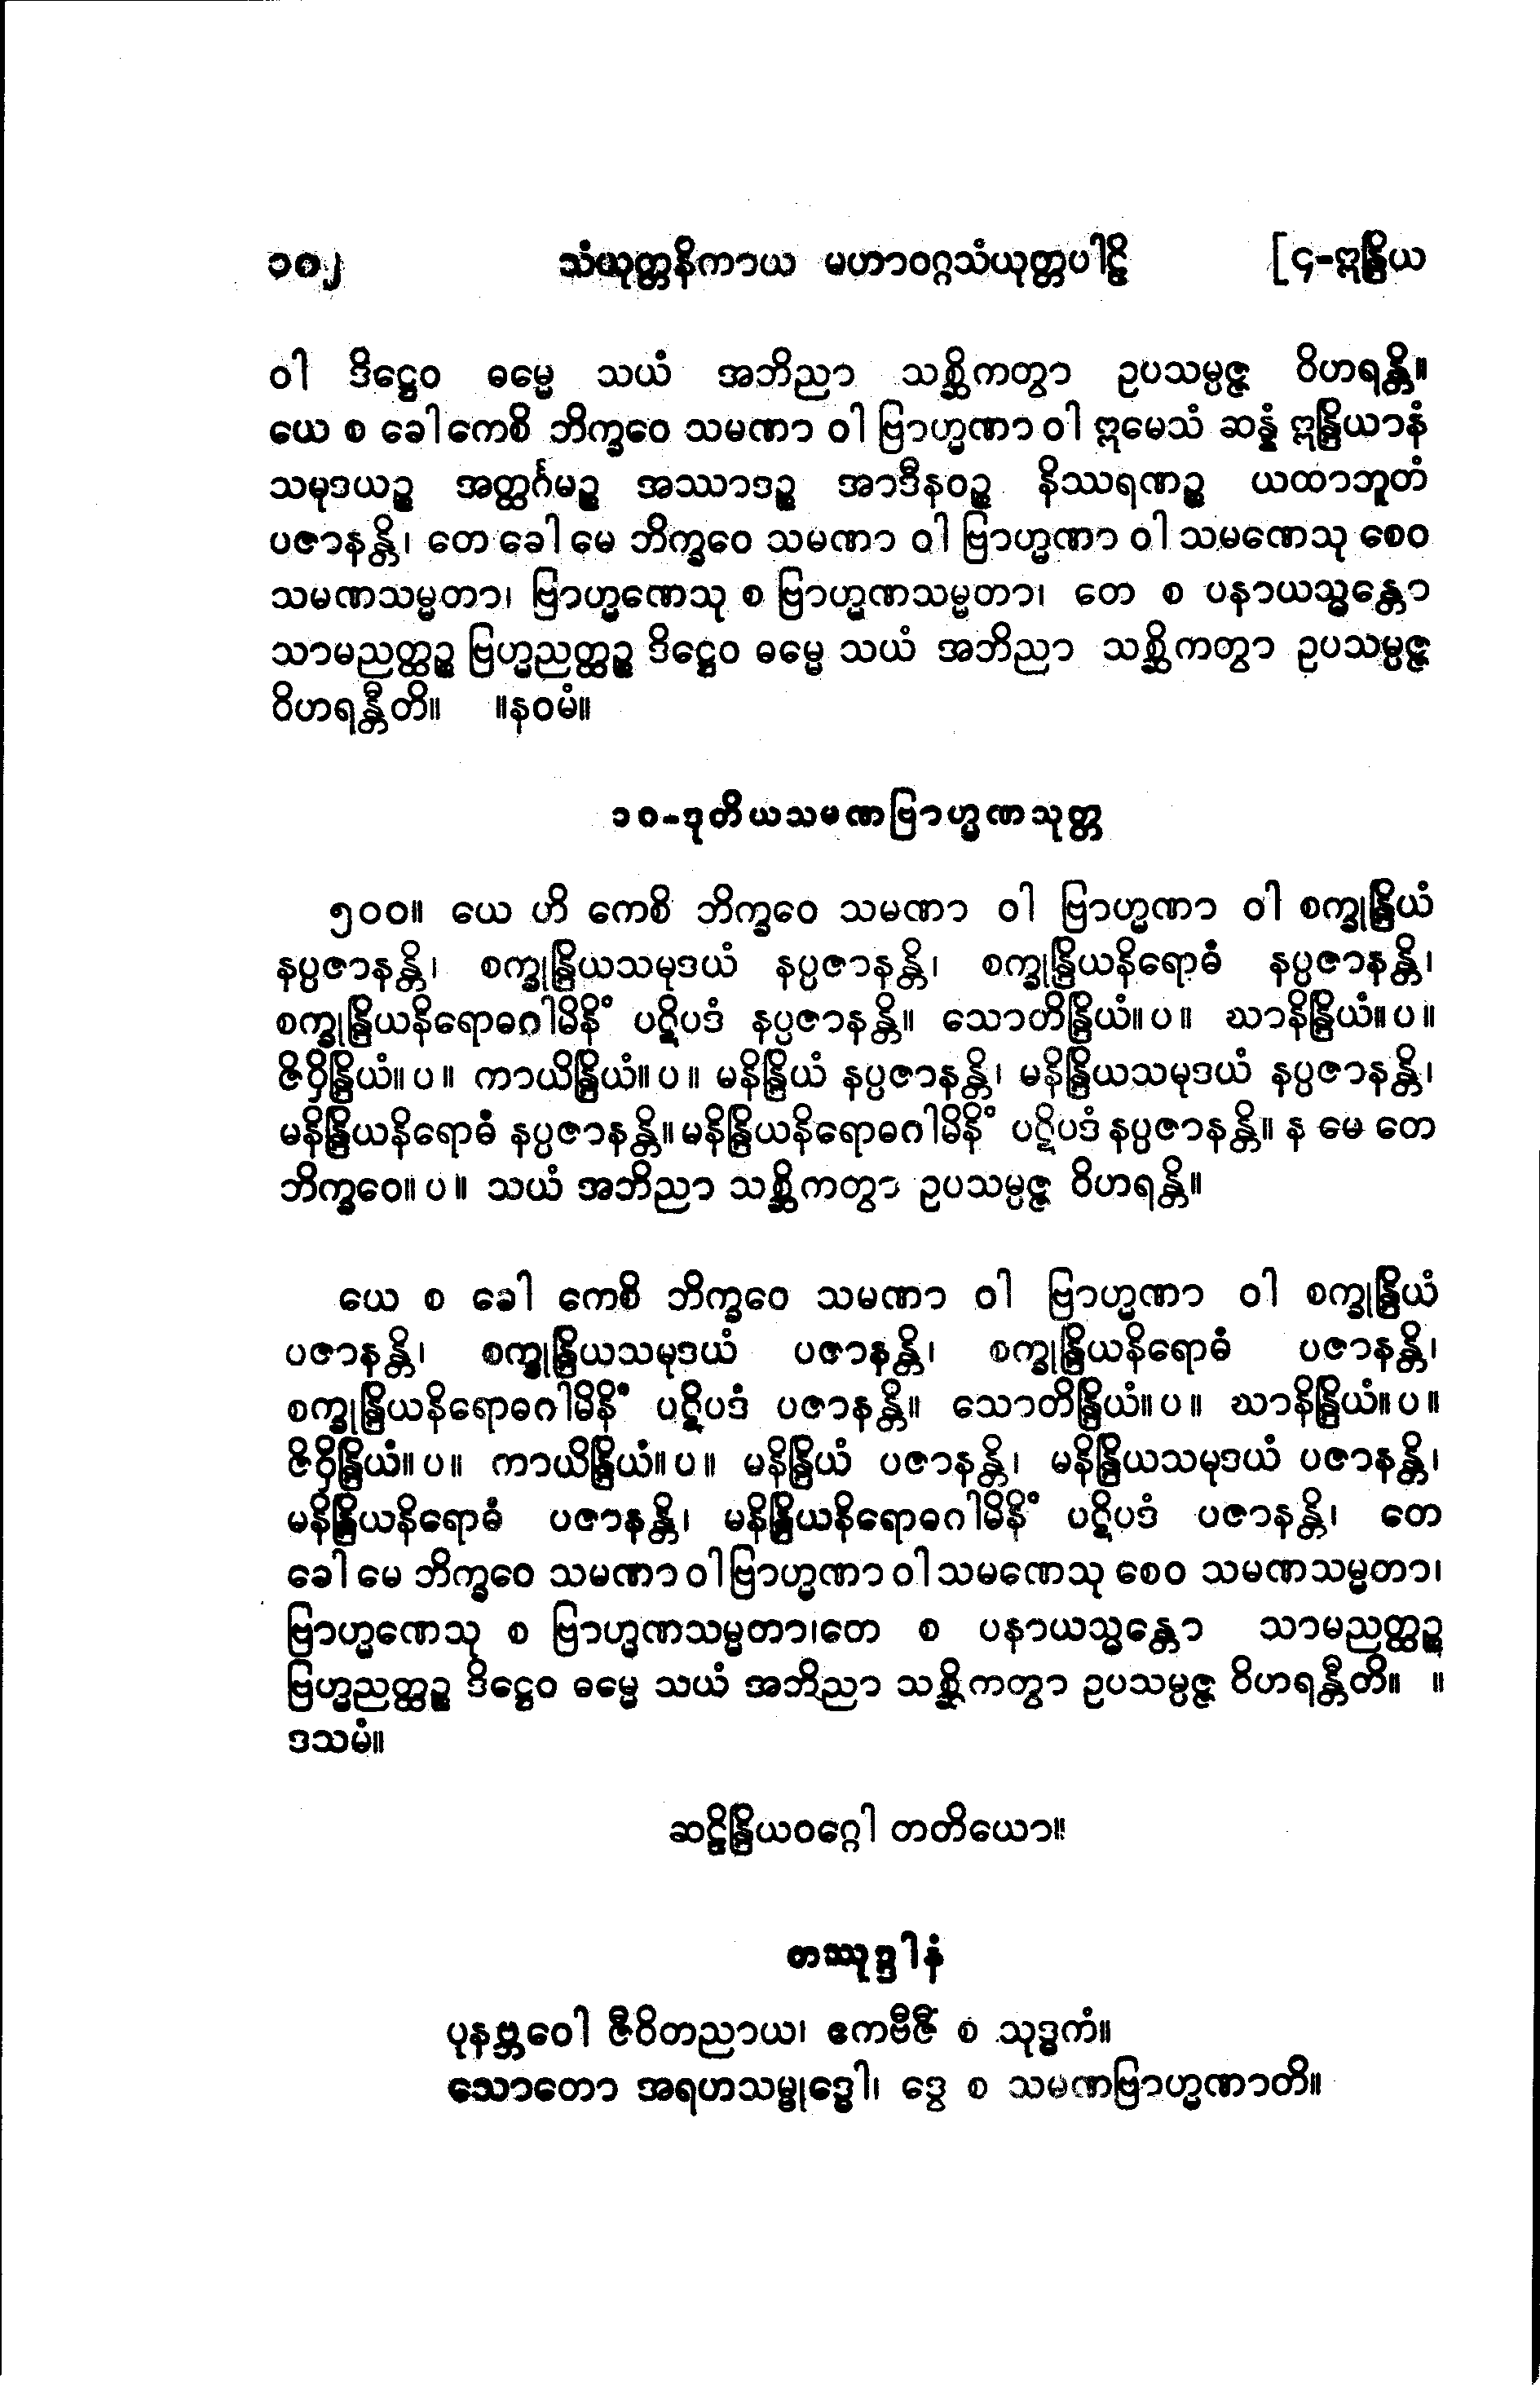 ၁၈၂ သံယုတ္တနိကာယ မဟာဝဂ္ဂသံယုတ္တပါဠိ [၄-ဣန္ဒြိယ
ဝါ ဒိဋ္ဌေဝ ဓမ္မေ သယံ အဘိညာ သစ္ဆိကတွာ ဥပသမ္ပဇ္ဇ ဝိဟရန္တိ။
ယေ စ ခေါ ကေစိ ဘိက္ခဝေ သမဏာ ဝါ ဗြာဟ္မဏာ ဝါ ဣမေသံ ဆန္နံ ဣန္ဒြိယာနံ
သမုဒယဉ္စ အတ္ထင်္ဂမဉ္စ အဿာဒဉ္စ အာဒီနဝဉ္စ နိဿရဏဉ္စ ယထာဘူတံ
ပဇာနန္တိ၊ တေ ခေါ မေ ဘိက္ခဝေ သမဏာ ဝါ ဗြာဟ္မဏာ ဝါ သမဏေသု စေဝ
သမဏသမ္မတာ၊ ဗြာဟ္မဏေသု စ ဗြာဟ္မဏသမ္မတာ၊ တေ စ ပနာယသ္မန္တော
သာမညတ္ထဉ္စ ဗြဟ္မညတ္ထဉ္စ ဒိဋ္ဌေဝ ဓမ္မေ သယံ အဘိညာ သစ္ဆိကတွာ ဥပသမ္ပဇ္ဇ
ဝိဟရန္တီတိ။ ။နဝမံ။
၁၀-ဒုတိယသမဏဗြာဟ္မဏသုတ္တ
၅၀၀။ ယေ ဟိ ကေစိ ဘိက္ခဝေ သမဏာ ဝါ ဗြာဟ္မဏာ ဝါ စက္ခုန္ဒြိယံ
နပ္ပဇာနန္တိ၊ စက္ခုန္ဒြိယသမုဒယံ နပ္ပဇာနန္တိ၊ စက္ခုန္ဒြိယနိရောဓံ နပ္ပဇာနန္တိ၊
စက္ခုန္ဒြိယနိရောဓဂါမိနိံ ပဋိပဒံ နပ္ပဇာနန္တိ။ သောတိန္ဒြိယံ။ပ။ ဃာနိန္ဒြိယံ။ပ။
ဇိဝှိန္ဒြိယံ။ပ။ ကာယိန္ဒြိယံ။ပ။ မနိန္ဒြိယံ နပ္ပဇာနန္တိ၊ မနိန္ဒြိယသမုဒယံ နပ္ပဇာနန္တိ၊
မနိန္ဒြိယနိရောဓံ နပ္ပဇာနန္တိ။ မနိန္ဒြိယနိရောဓဂါမိနိံ ပဋိပဒံ နပ္ပဇာနန္တိ။ န မေ တေ
ဘိက္ခဝေ။ပ။ သယံ အဘိညာ သစ္ဆိကတွာ ဥပသမ္ပဇ္ဇ ဝိဟရန္တိ။
ယေ စ ခေါ ကေစိ ဘိက္ခဝေ သမဏာ ဝါ ဗြာဟ္မဏာ ဝါ စက္ခုန္ဒြိယံ
ပဇာနန္တိ၊ စက္ခုန္ဒြိယသမုဒယံ ပဇာနန္တိ၊ စက္ခုန္ဒြိယနိရောဓံ ပဇာနန္တိ၊
စက္ခုန္ဒြိယနိရောဓဂါမိနိံ ပဋိပဒံ ပဇာနန္တိ။ သောတိန္ဒြိယံ။ပ။ ဃာနိန္ဒြိယံ။ပ။
ဇိဝှိန္ဒြိယံ။ပ။ ကာယိန္ဒြိယံ။ပ။ မနိန္ဒြိယံ ပဇာနန္တိ၊ မနိန္ဒြိယသမုဒယံ ပဇာနန္တိ၊
မနိန္ဒြိယနိရောဓံ ပဇာနန္တိ၊ မနိန္ဒြိယနိရောဓဂါမိနိံ ပဋိပဒံ ပဇာနန္တိ၊ တေ
ခေါ မေ ဘိက္ခဝေ သမဏာ ဝါ ဗြာဟ္မဏာ ဝါ သမဏေသု စေဝ သမဏသမ္မတာ၊
ဗြာဟ္မဏေသု စ ဗြာဟ္မဏသမ္မတာ၊တေ စ ပနာယသ္မန္တော သာမညတ္ထဉ္စ
ဗြဟ္မညတ္ထဉ္စ ဒိဋ္ဌေဝ ဓမ္မေ သယံ အဘိညာ သစ္ဆိကတွာ ဥပသမ္ပဇ္ဇ ဝိဟရန္တီတိ။ ။
ဒသမံ။
ဆဠိန္ဒြိယဝဂ္ဂေါ တတိယော။
တဿုဒ္ဒါနံ
ပုနဗ္ဘဝေါ ဇီဝိတညာယ၊ ဧကဗီဇီ စ သုဒ္ဓကံ။
သောတော အရဟသမ္ဗုဒ္ဓေါ၊ ဒွေ စ သမဏဗြာဟ္မဏာတိ။